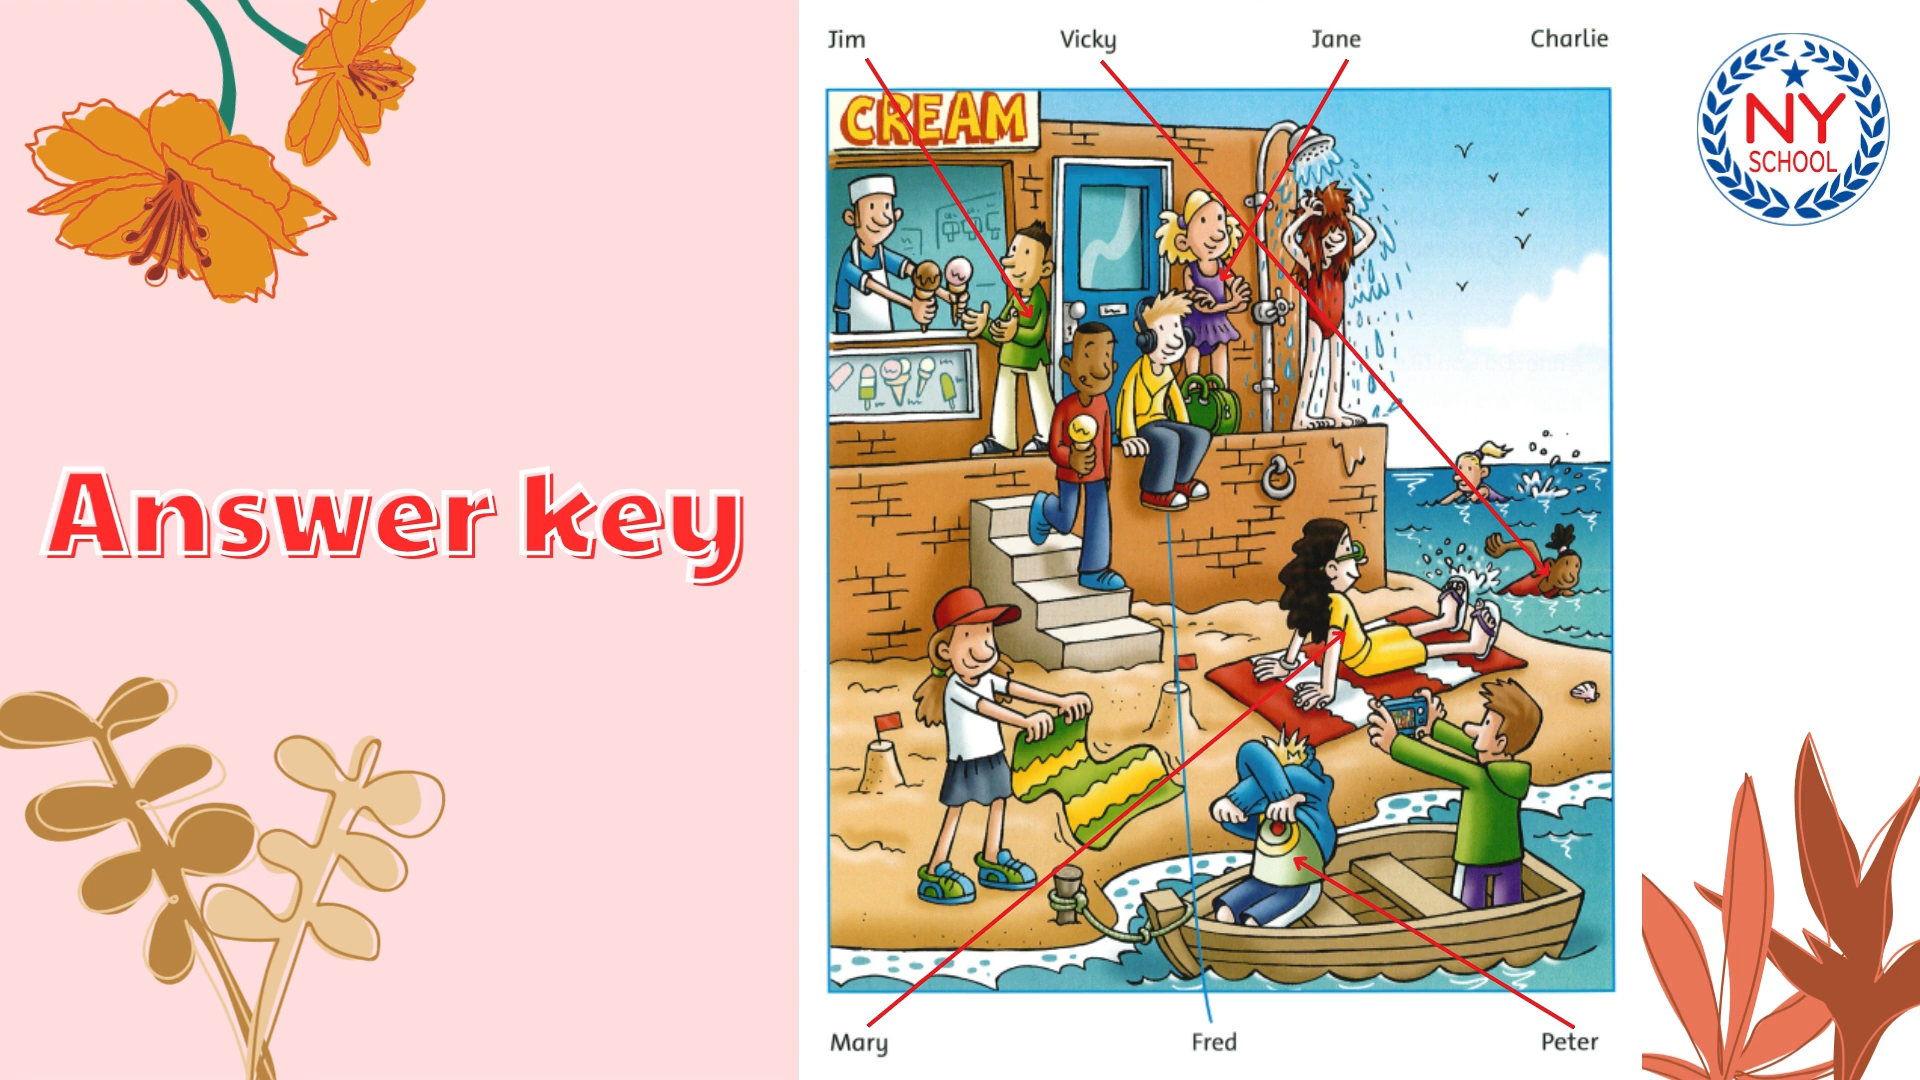 Jim Vicky Jane Charlie
CREAM
NY
SCHOOL
Answer key
Mary Fred Peter